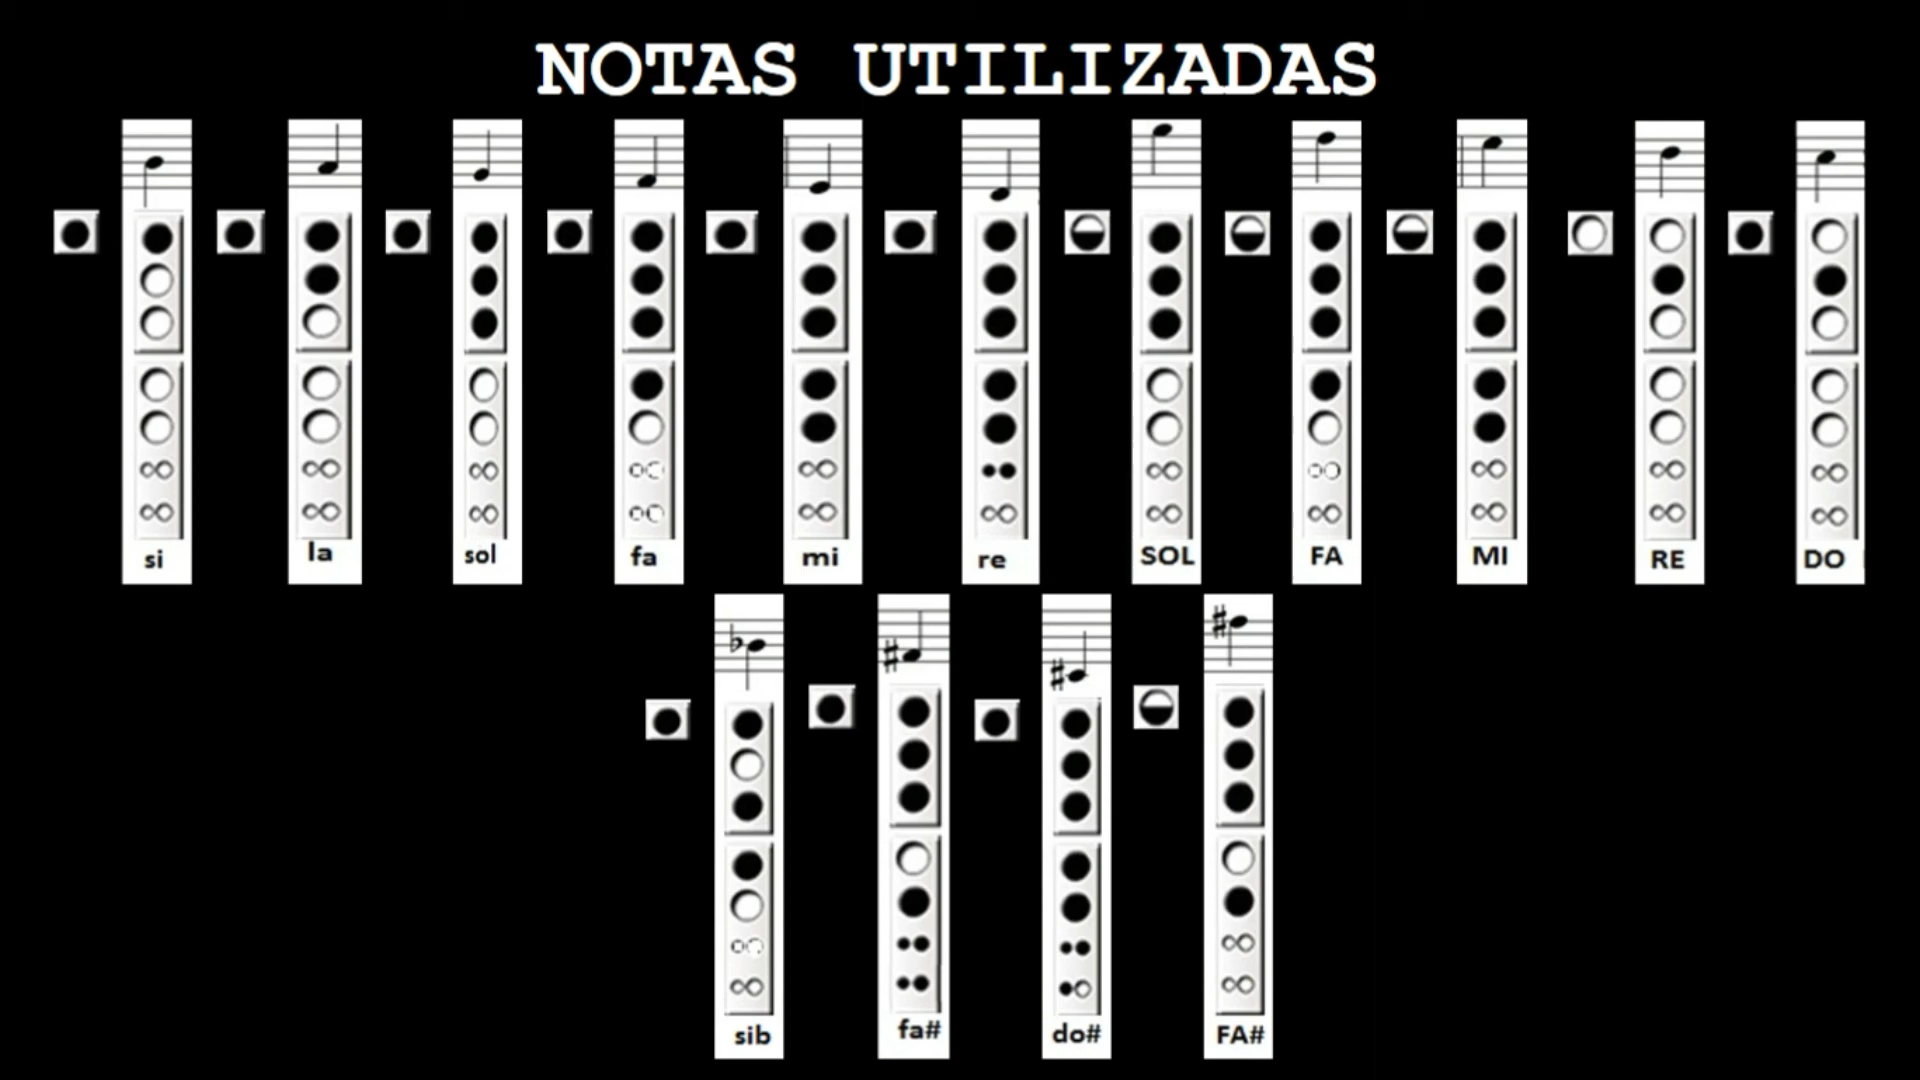 NOTAS UTILIZADAS
si la sol fa mi re SOL FA MI RE DO
sib fa# do# FA#